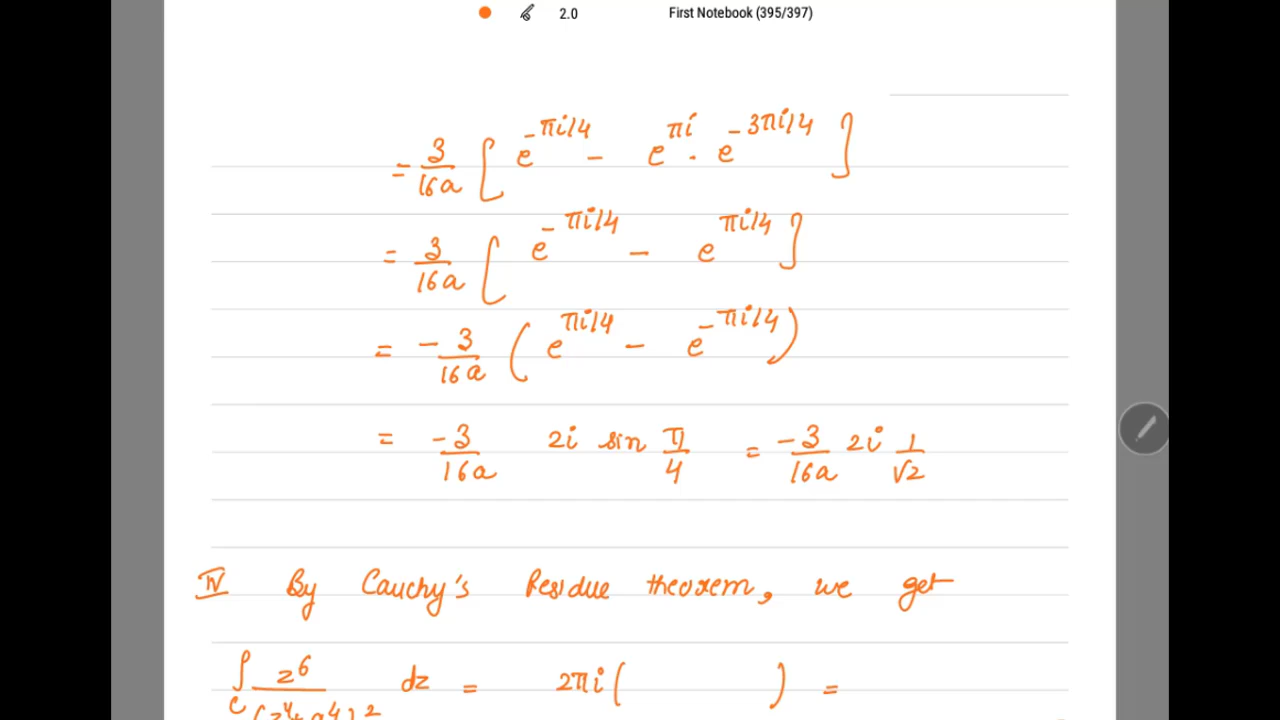 2.0 First Notebook (395/397)
= 3/16a [ e^{-πi/4} - e^{πi} · e^{-3πi/4} ]
= 3/16a [ e^{-πi/4} - e^{πi/4} ]
= -3/16a ( e^{πi/4} - e^{-πi/4} )
= -3/16a 2i sin π/4 = -3/16a 2i 1/√2
IV By Cauchy's Residue theorem, we get
∫_c z^6/(z^4+a^4)^2 dz = 2πi ( ) =